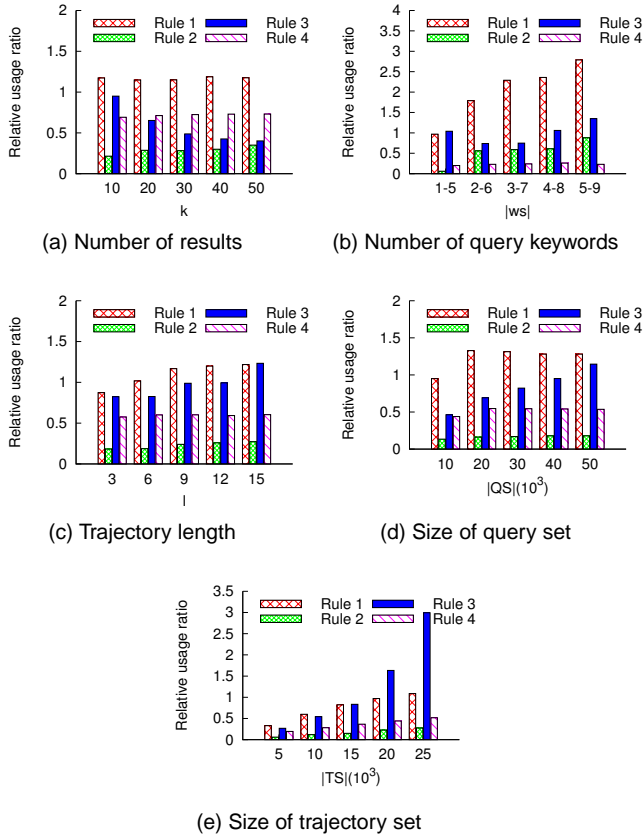 Relative usage ratio
2
1.5
1
0.5
0
Rule 1
Rule 2
Rule 3
Rule 4
10 20 30 40 50
k
(a) Number of results
Relative usage ratio
4
3.5
3
2.5
2
1.5
1
0.5
0
Rule 1
Rule 2
Rule 3
Rule 4
1-5 2-6 3-7 4-8 5-9
|ws|
(b) Number of query keywords
Relative usage ratio
2
1.5
1
0.5
0
Rule 1
Rule 2
Rule 3
Rule 4
3 6 9 12 15
l
(c) Trajectory length
Relative usage ratio
2
1.5
1
0.5
0
Rule 1
Rule 2
Rule 3
Rule 4
10 20 30 40 50
|QS|(10³)
(d) Size of query set
Relative usage ratio
3.5
3
2.5
2
1.5
1
0.5
0
Rule 1
Rule 2
Rule 3
Rule 4
5 10 15 20 25
|TS|(10³)
(e) Size of trajectory set